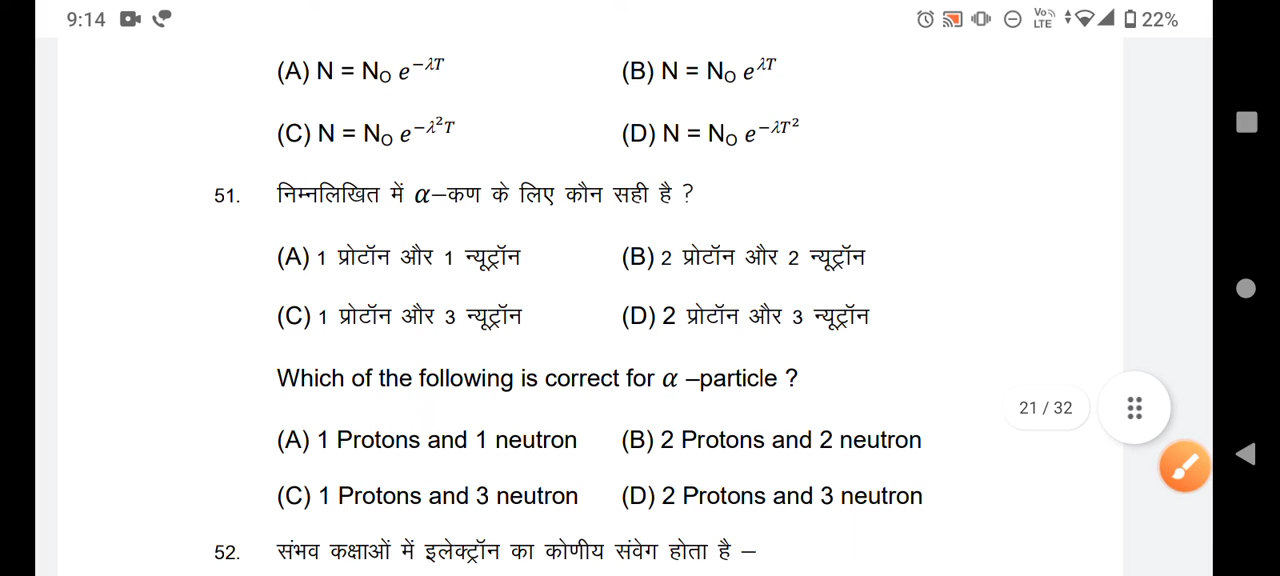 9:14 Vo LTE 22%
(A) N = N₀ e^{−λT} (B) N = N₀ e^{λT}
(C) N = N₀ e^{−λ²T} (D) N = N₀ e^{−λT²}
51. निम्नलिखित में α–कण के लिए कौन सही है ?
(A) 1 प्रोटॉन और 1 न्यूट्रॉन (B) 2 प्रोटॉन और 2 न्यूट्रॉन
(C) 1 प्रोटॉन और 3 न्यूट्रॉन (D) 2 प्रोटॉन और 3 न्यूट्रॉन
Which of the following is correct for α –particle ?
21 / 32
(A) 1 Protons and 1 neutron (B) 2 Protons and 2 neutron
(C) 1 Protons and 3 neutron (D) 2 Protons and 3 neutron
52. संभव कक्षाओं में इलेक्ट्रॉन का कोणीय संवेग होता है –